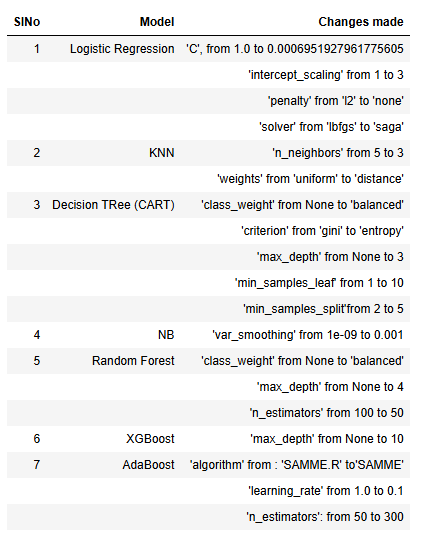 SlNo Model Changes made
1 Logistic Regression 'C', from 1.0 to 0.0006951927961775605
'intercept_scaling' from 1 to 3
'penalty' from 'l2' to 'none'
'solver' from 'lbfgs' to 'saga'
2 KNN 'n_neighbors' from 5 to 3
'weights' from 'uniform' to 'distance'
3 Decision TRee (CART) 'class_weight' from None to 'balanced'
'criterion' from 'gini' to 'entropy'
'max_depth' from None to 3
'min_samples_leaf' from 1 to 10
'min_samples_split'from 2 to 5
4 NB 'var_smoothing' from 1e-09 to 0.001
5 Random Forest 'class_weight' from None to 'balanced'
'max_depth' from None to 4
'n_estimators' from 100 to 50
6 XGBoost 'max_depth' from None to 10
7 AdaBoost 'algorithm' from : 'SAMME.R' to'SAMME'
'learning_rate' from 1.0 to 0.1
'n_estimators': from 50 to 300